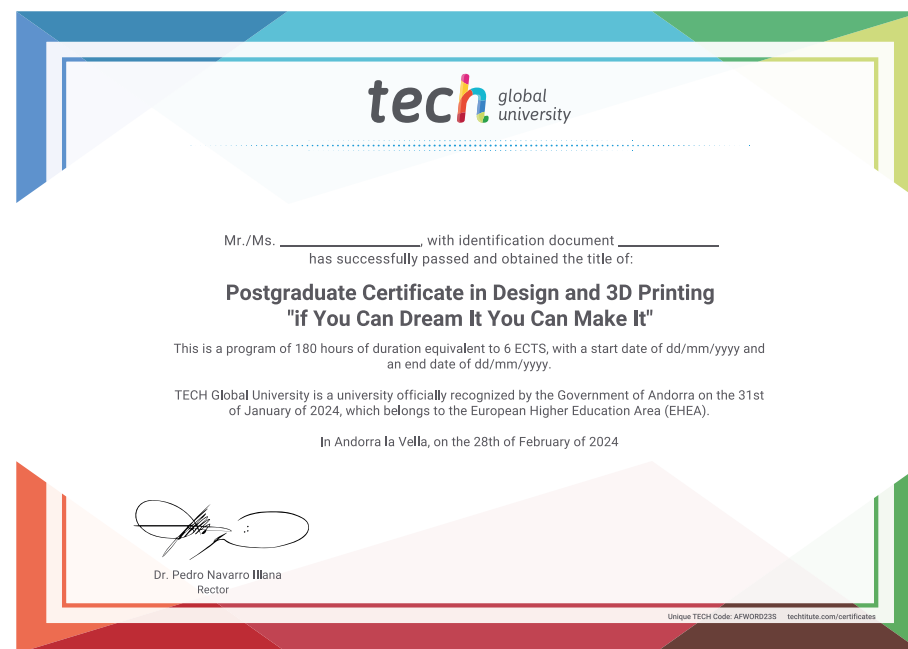 tech global
university
Mr./Ms. ____________, with identification document ____________
has successfully passed and obtained the title of:
Postgraduate Certificate in Design and 3D Printing
"if You Can Dream It You Can Make It"
This is a program of 180 hours of duration equivalent to 6 ECTS, with a start date of dd/mm/yyyy and
an end date of dd/mm/yyyy.
TECH Global University is a university officially recognized by the Government of Andorra on the 31st
of January of 2024, which belongs to the European Higher Education Area (EHEA).
In Andorra la Vella, on the 28th of February of 2024
Dr. Pedro Navarro Illana
Rector
Unique TECH Code: AFWORD23S techtitute.com/certificates